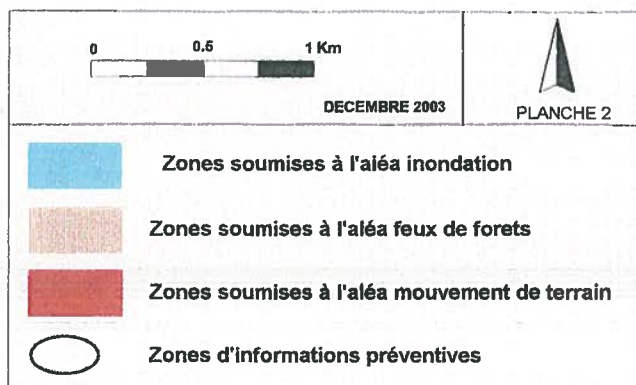 0 0.5 1 Km
DECEMBRE 2003
PLANCHE 2
Zones soumises à l'aléa inondation
Zones soumises à l'aléa feux de forets
Zones soumises à l'aléa mouvement de terrain
Zones d'informations préventives